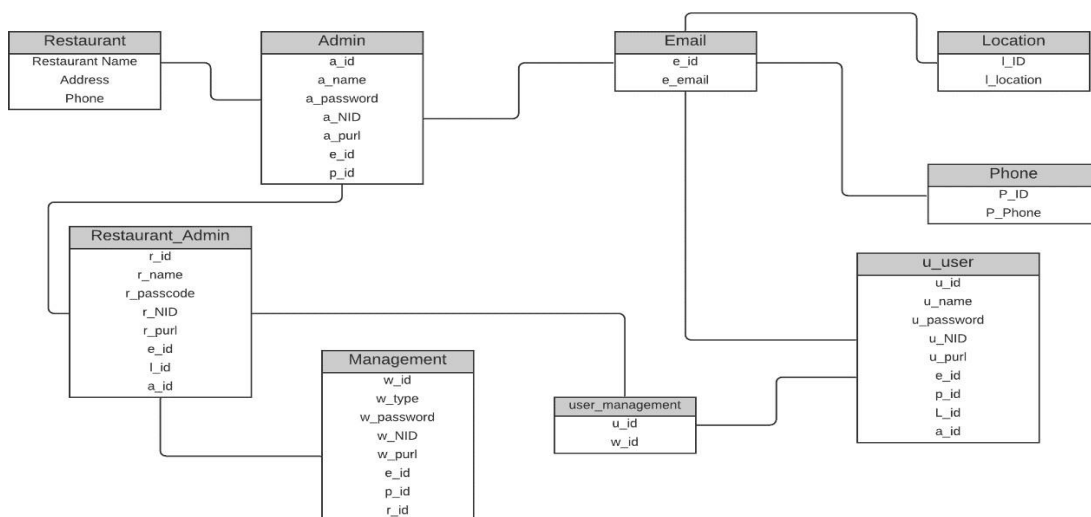 Restaurant
Restaurant Name
Address
Phone
Admin
a_id
a_name
a_password
a_NID
a_purl
e_id
p_id
Email
e_id
e_email
Location
l_ID
l_location
Phone
P_ID
P_Phone
Restaurant_Admin
r_id
r_name
r_passcode
r_NID
r_purl
e_id
l_id
a_id
Management
w_id
w_type
w_password
w_NID
w_purl
e_id
p_id
r_id
user_management
u_id
w_id
u_user
u_id
u_name
u_password
u_NID
u_purl
e_id
p_id
L_id
a_id